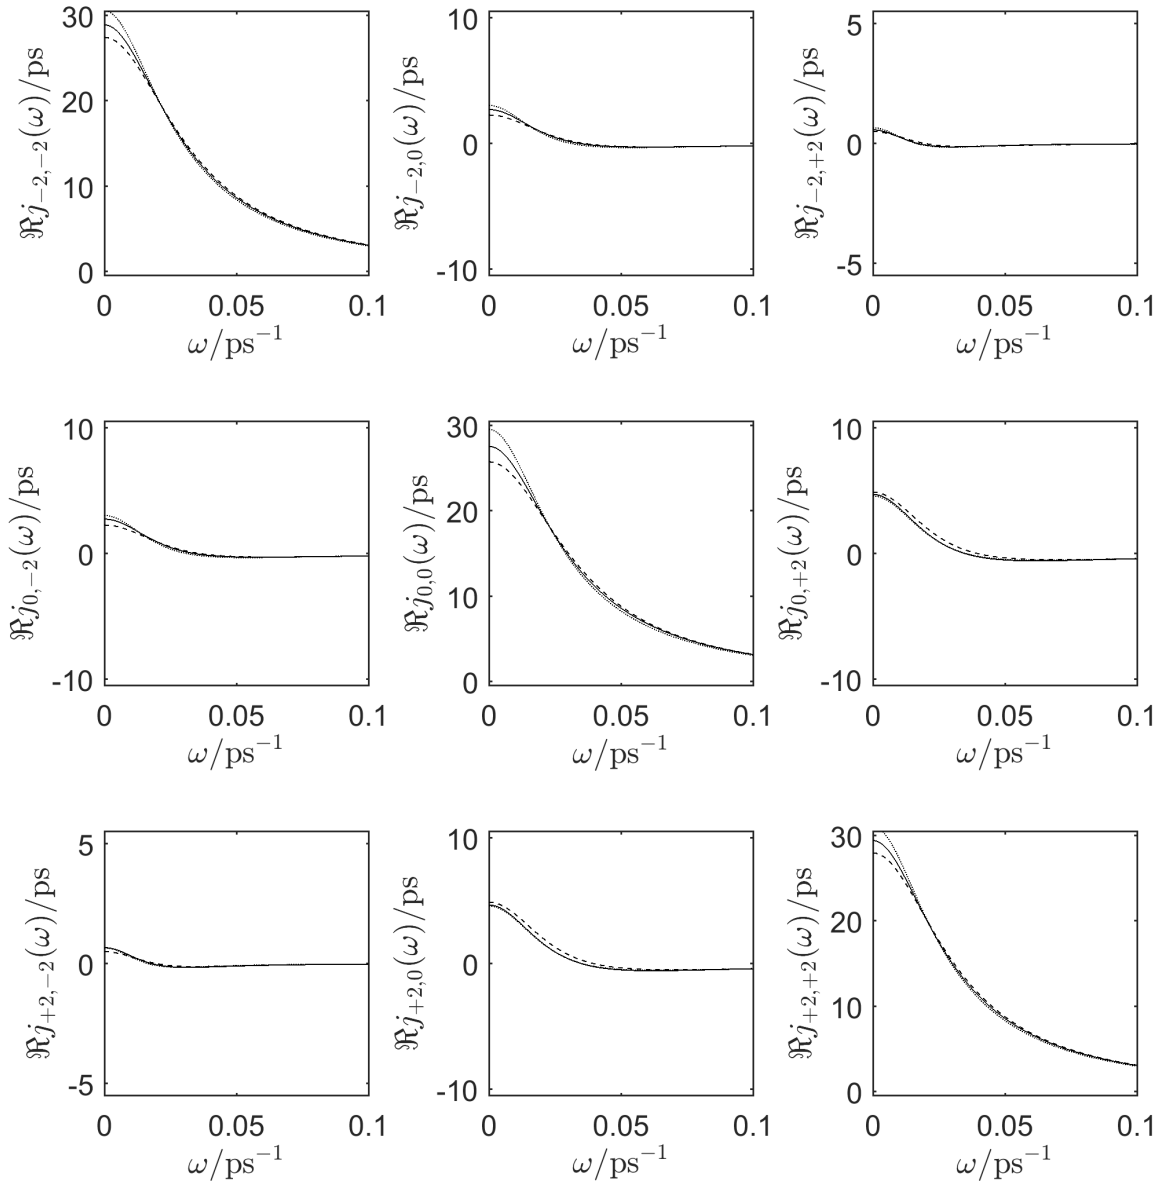 30
20
10
0
0 0.05 0.1
ω/ps⁻¹
ℜj₋₂,₋₂(ω)/ps
10
0
-10
0 0.05 0.1
ω/ps⁻¹
ℜj₋₂,₀(ω)/ps
5
0
-5
0 0.05 0.1
ω/ps⁻¹
ℜj₋₂,₊₂(ω)/ps
10
0
-10
0 0.05 0.1
ω/ps⁻¹
ℜj₀,₋₂(ω)/ps
30
20
10
0
0 0.05 0.1
ω/ps⁻¹
ℜj₀,₀(ω)/ps
10
0
-10
0 0.05 0.1
ω/ps⁻¹
ℜj₀,₊₂(ω)/ps
5
0
-5
0 0.05 0.1
ω/ps⁻¹
ℜj₊₂,₋₂(ω)/ps
10
0
-10
0 0.05 0.1
ω/ps⁻¹
ℜj₊₂,₀(ω)/ps
30
20
10
0
0 0.05 0.1
ω/ps⁻¹
ℜj₊₂,₊₂(ω)/ps